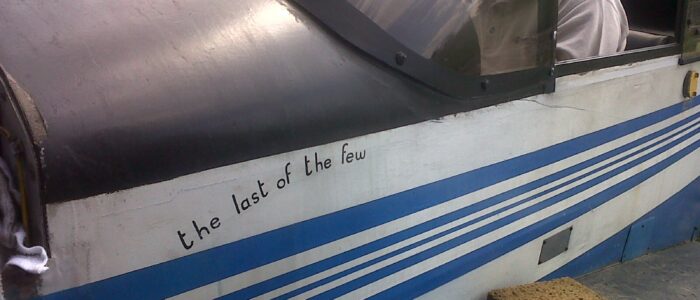 the last of the few